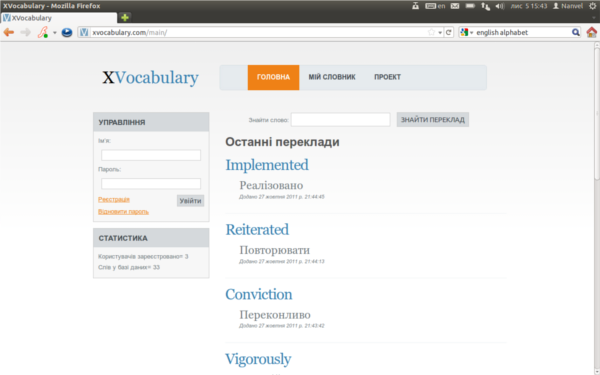 XVocabulary - Mozilla Firefox
en
лис 5 15:43
Nanvel
XVocabulary
xvocabulary.com/main/
english alphabet
XVocabulary
ГОЛОВНА
МІЙ СЛОВНИК
ПРОЕКТ
УПРАВЛІННЯ
Ім'я:
Пароль:
Реєстрація
Увійти
Відновити пароль
СТАТИСТИКА
Користувачів зареєстровано= 3
Слів у базі даних= 33
Знайти слово:
ЗНАЙТИ ПЕРЕКЛАД
Останні переклади
Implemented
Реалізовано
Додано 27 жовтня 2011 р. 21:44:45
Reiterated
Повторювати
Додано 27 жовтня 2011 р. 21:44:13
Conviction
Переконливо
Додано 27 жовтня 2011 р. 21:43:42
Vigorously